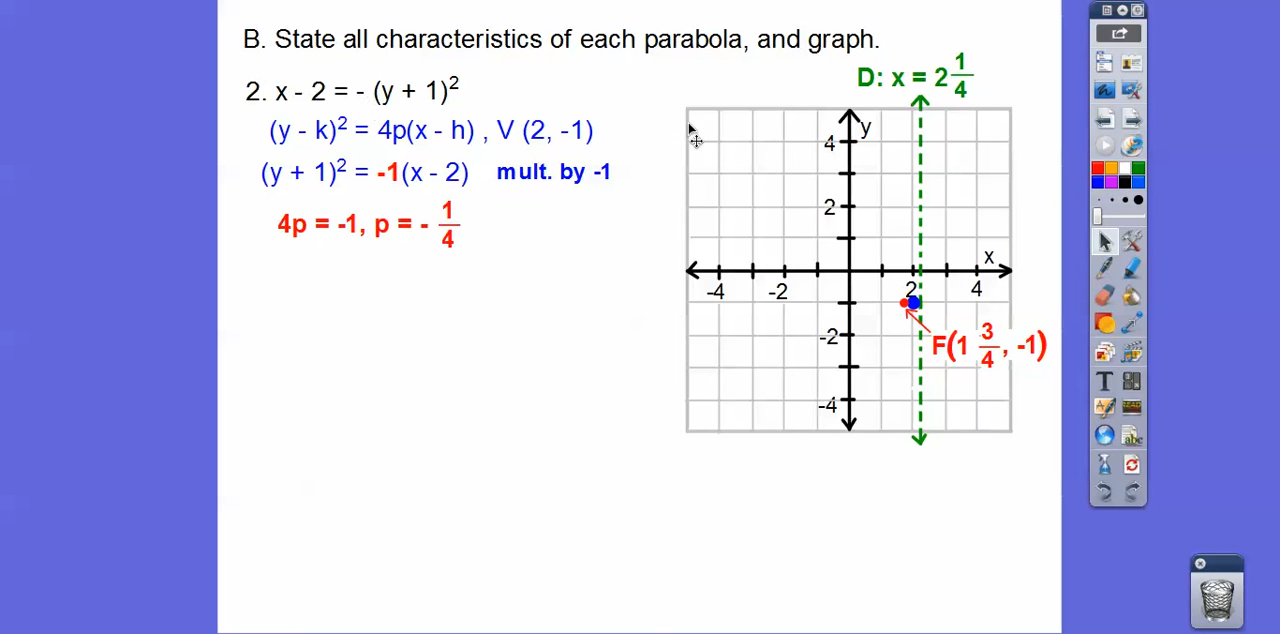 B. State all characteristics of each parabola, and graph.
2. x - 2 = - (y + 1)²
(y - k)² = 4p(x - h) , V (2, -1)
(y + 1)² = -1(x - 2) mult. by -1
4p = -1, p = - 1/4
D: x = 2 1/4
y
4
2
x
-4 -2 2 4
-2
F(1 3/4, -1)
-4